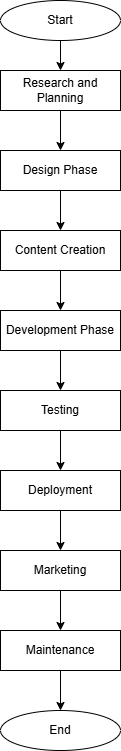 Start
Research and
Planning
Design Phase
Content Creation
Development Phase
Testing
Deployment
Marketing
Maintenance
End